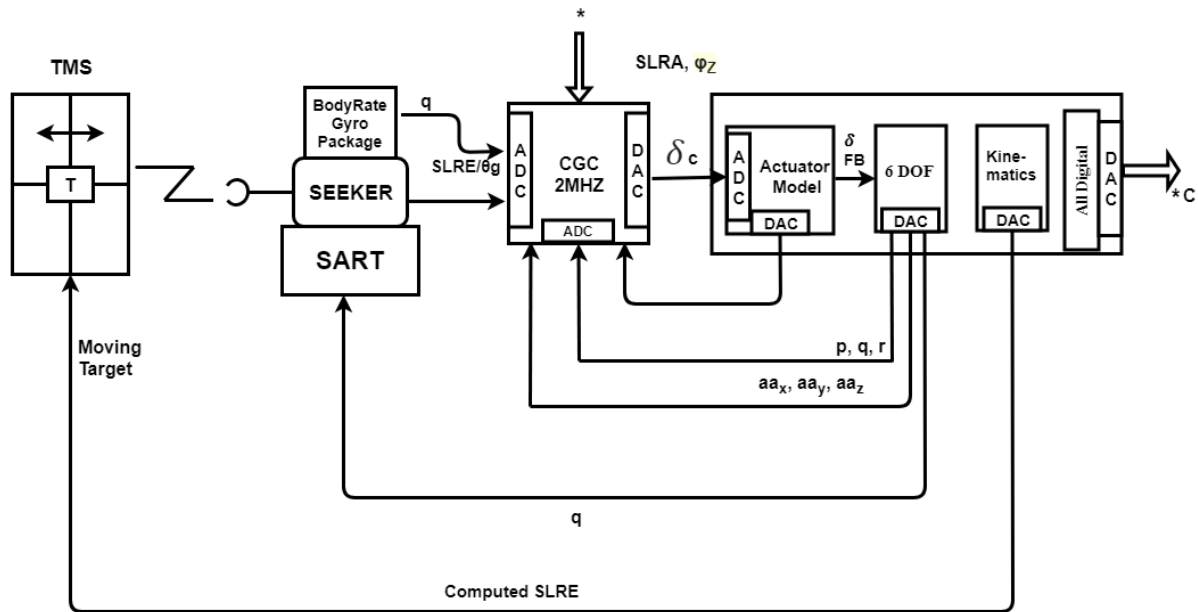 *
TMS
SLRA, φZ
BodyRate
Gyro
Package
q
SLRE/θg
T
SEEKER
SART
ADC
CGC
2MHZ
DAC
ADC
δ c
ADC
Actuator
Model
DAC
δ
FB
6 DOF
DAC
Kine-
matics
DAC
All Digital
DAC
* C
Moving
Target
p, q, r
aax, aay, aaz
q
Computed SLRE